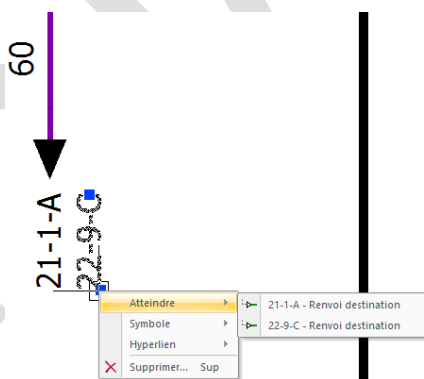 60
21-1-A
22-9-C
Atteindre
21-1-A - Renvoi destination
Symbole
22-9-C - Renvoi destination
Hyperlien
Supprimer... Sup